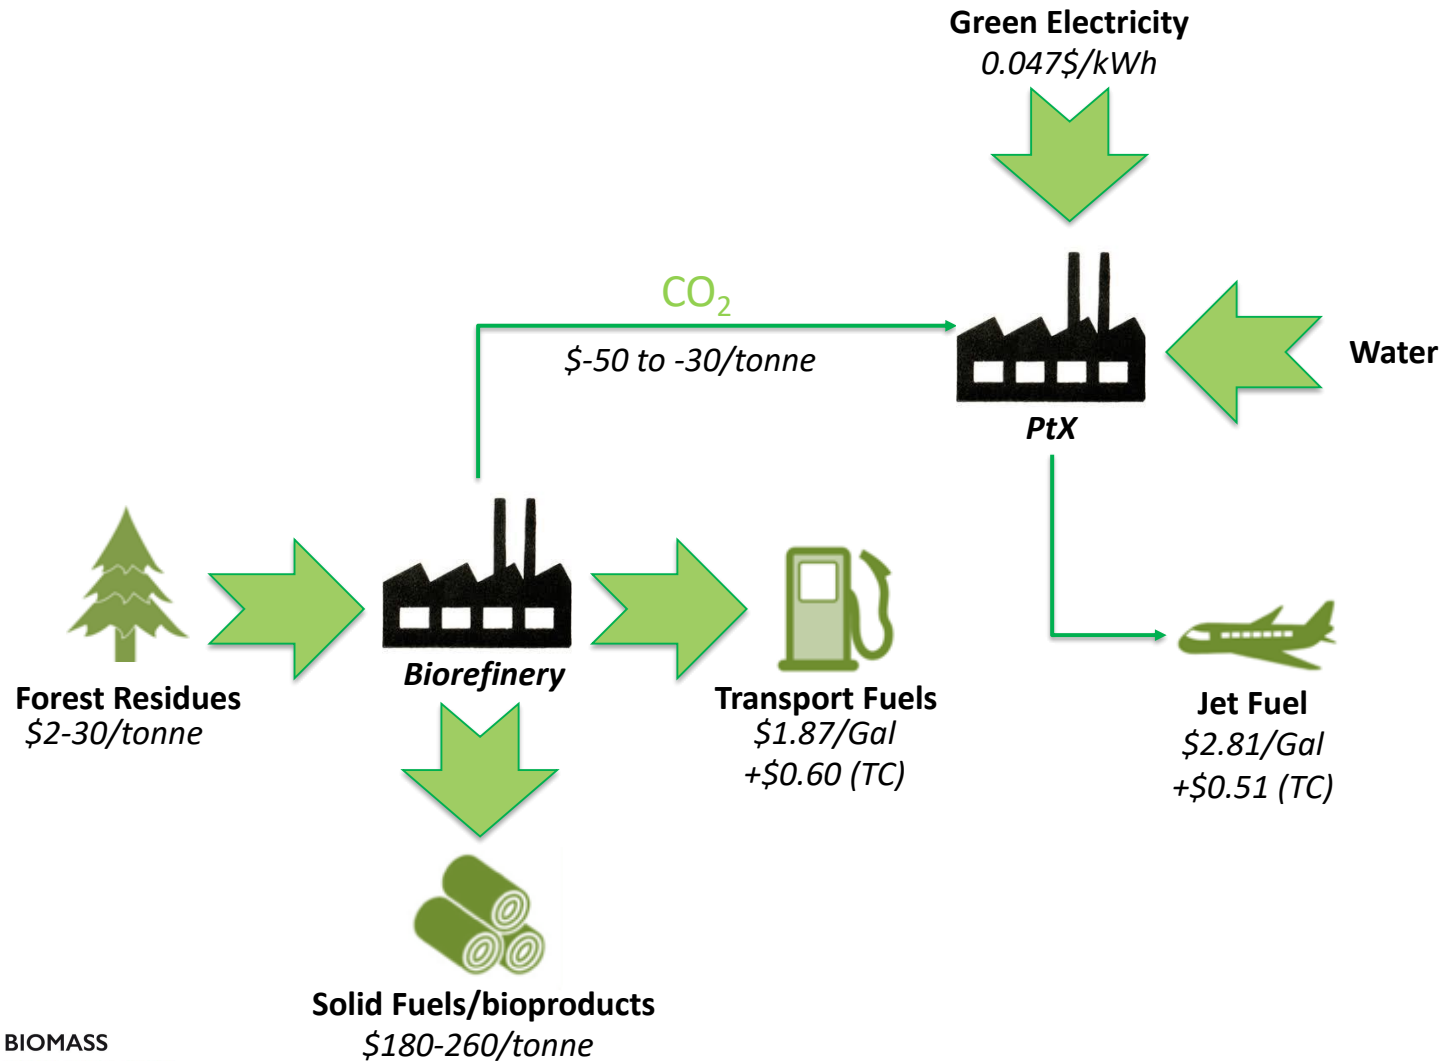 Green Electricity
0.047$/kWh
CO₂
$-50 to -30/tonne
Water
PtX
Biorefinery
Forest Residues
$2-30/tonne
Transport Fuels
$1.87/Gal
+$0.60 (TC)
Jet Fuel
$2.81/Gal
+$0.51 (TC)
Solid Fuels/bioproducts
$180-260/tonne
BIOMASS